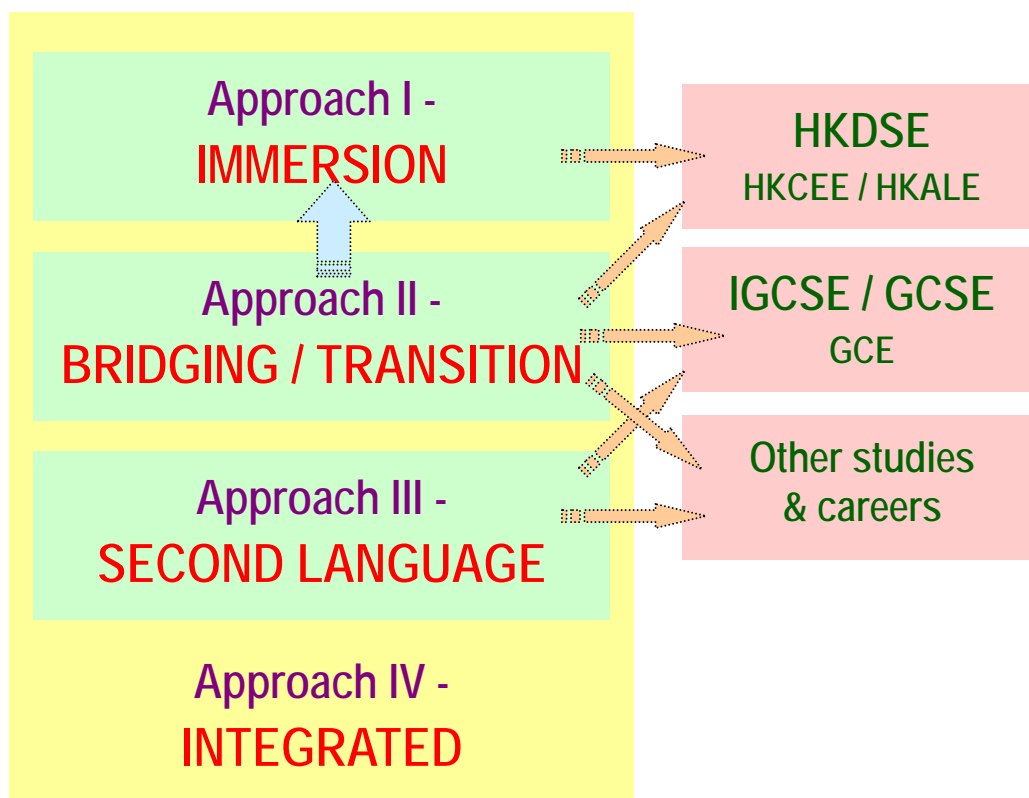 Approach I -
IMMERSION
Approach II -
BRIDGING / TRANSITION
Approach III -
SECOND LANGUAGE
Approach IV -
INTEGRATED
HKDSE
HKCEE / HKALE
IGCSE / GCSE
GCE
Other studies
& careers